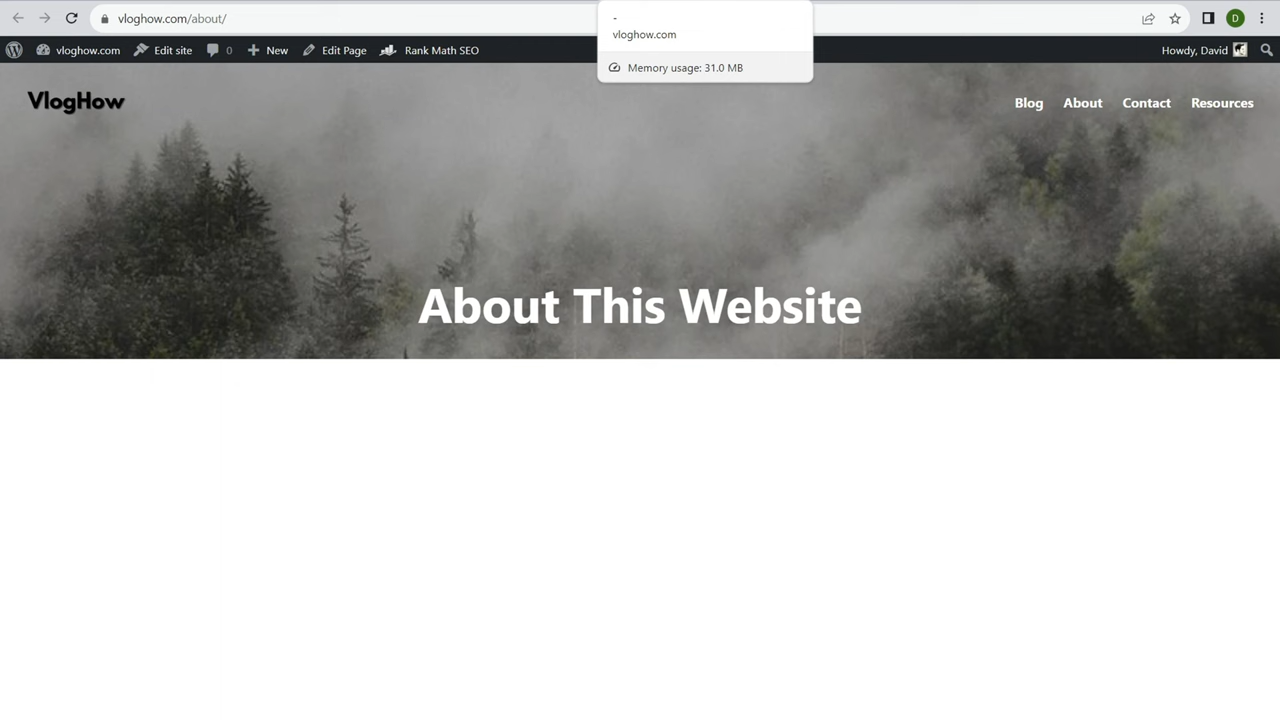 vloghow.com/about/
-
vloghow.com
D
vloghow.com Edit site 0 New Edit Page Rank Math SEO Howdy, David
Memory usage: 31.0 MB
VlogHow
Blog About Contact Resources
About This Website